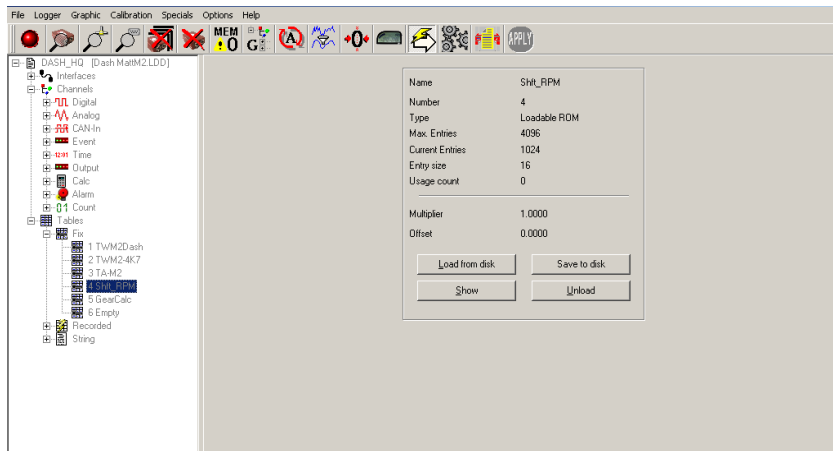 File Logger Graphic Calibration Specials Options Help
MEM 0 G A 0 APPLY
DASH_HQ [Dash MattM2.LDD]
Interfaces
Channels
Digital
Analog
CAN-In
Event
12:01 Time
Output
Calc
Alarm
Count
Tables
Fix
1 TWM2Dash
2 TWM2-4K7
3 TA-M2
4 Shft_RPM
5 GearCalc
6 Empty
Recorded
String
Name Shft_RPM
Number 4
Type Loadable ROM
Max. Entries 4096
Current Entries 1024
Entry size 16
Usage count 0
Multiplier 1.0000
Offset 0.0000
Load from disk Save to disk
Show Unload